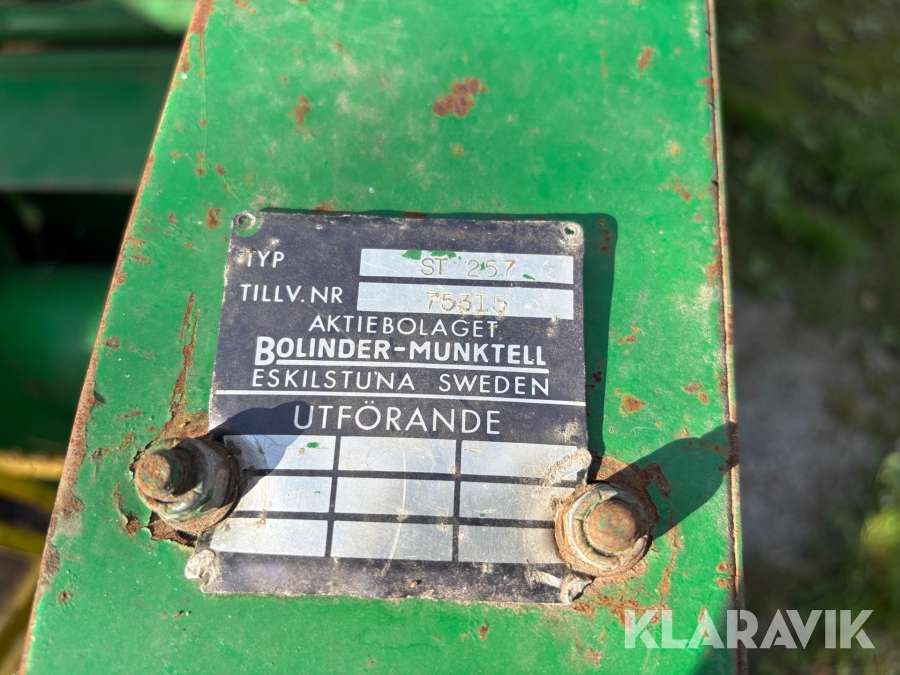 TYP ST 257
TILLV.NR 75315
AKTIEBOLAGET
BOLINDER-MUNKTELL
ESKILSTUNA SWEDEN
UTFÖRANDE
KLARAVIK